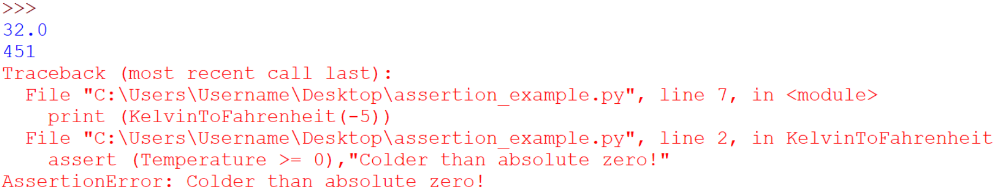 >>>
32.0
451
Traceback (most recent call last):
  File "C:\Users\Username\Desktop\assertion_example.py", line 7, in <module>
    print (KelvinToFahrenheit(-5))
  File "C:\Users\Username\Desktop\assertion_example.py", line 2, in KelvinToFahrenheit
    assert (Temperature >= 0),"Colder than absolute zero!"
AssertionError: Colder than absolute zero!